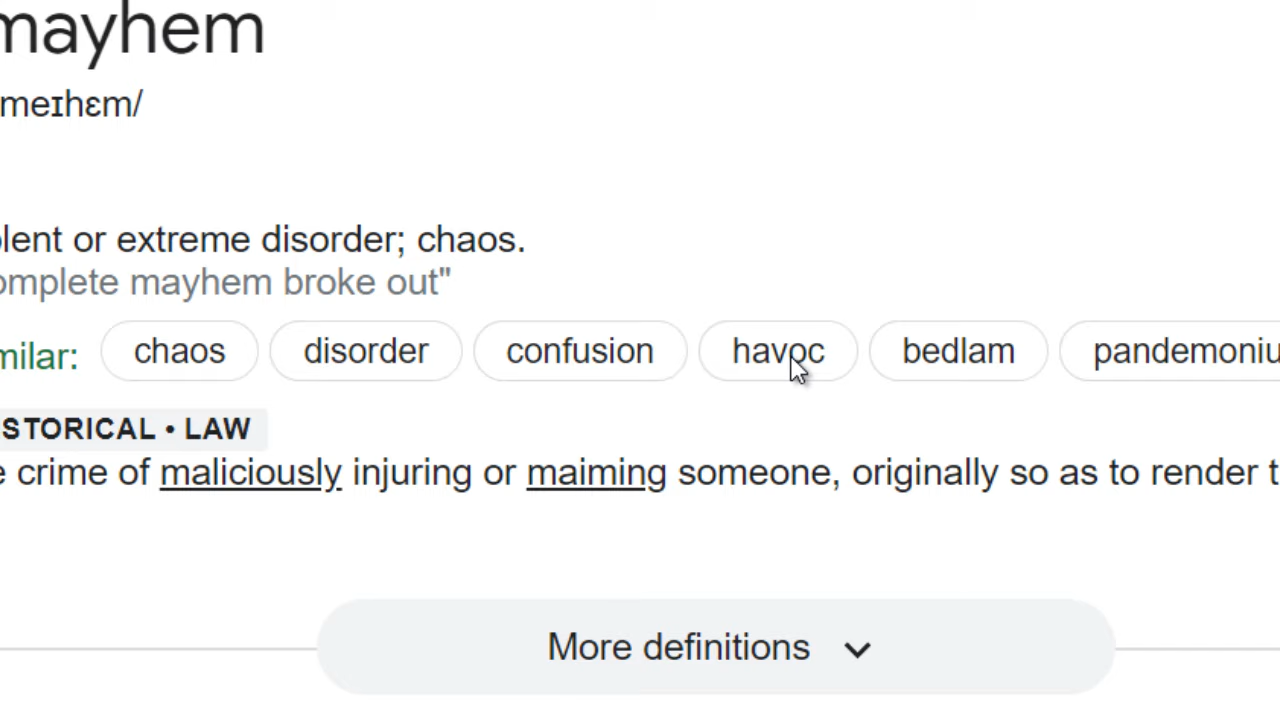 mayhem
meɪhɛm/
lent or extreme disorder; chaos.
omplete mayhem broke out"
milar: chaos disorder confusion havoc bedlam pandemoniu
STORICAL • LAW
e crime of maliciously injuring or maiming someone, originally so as to render t
More definitions